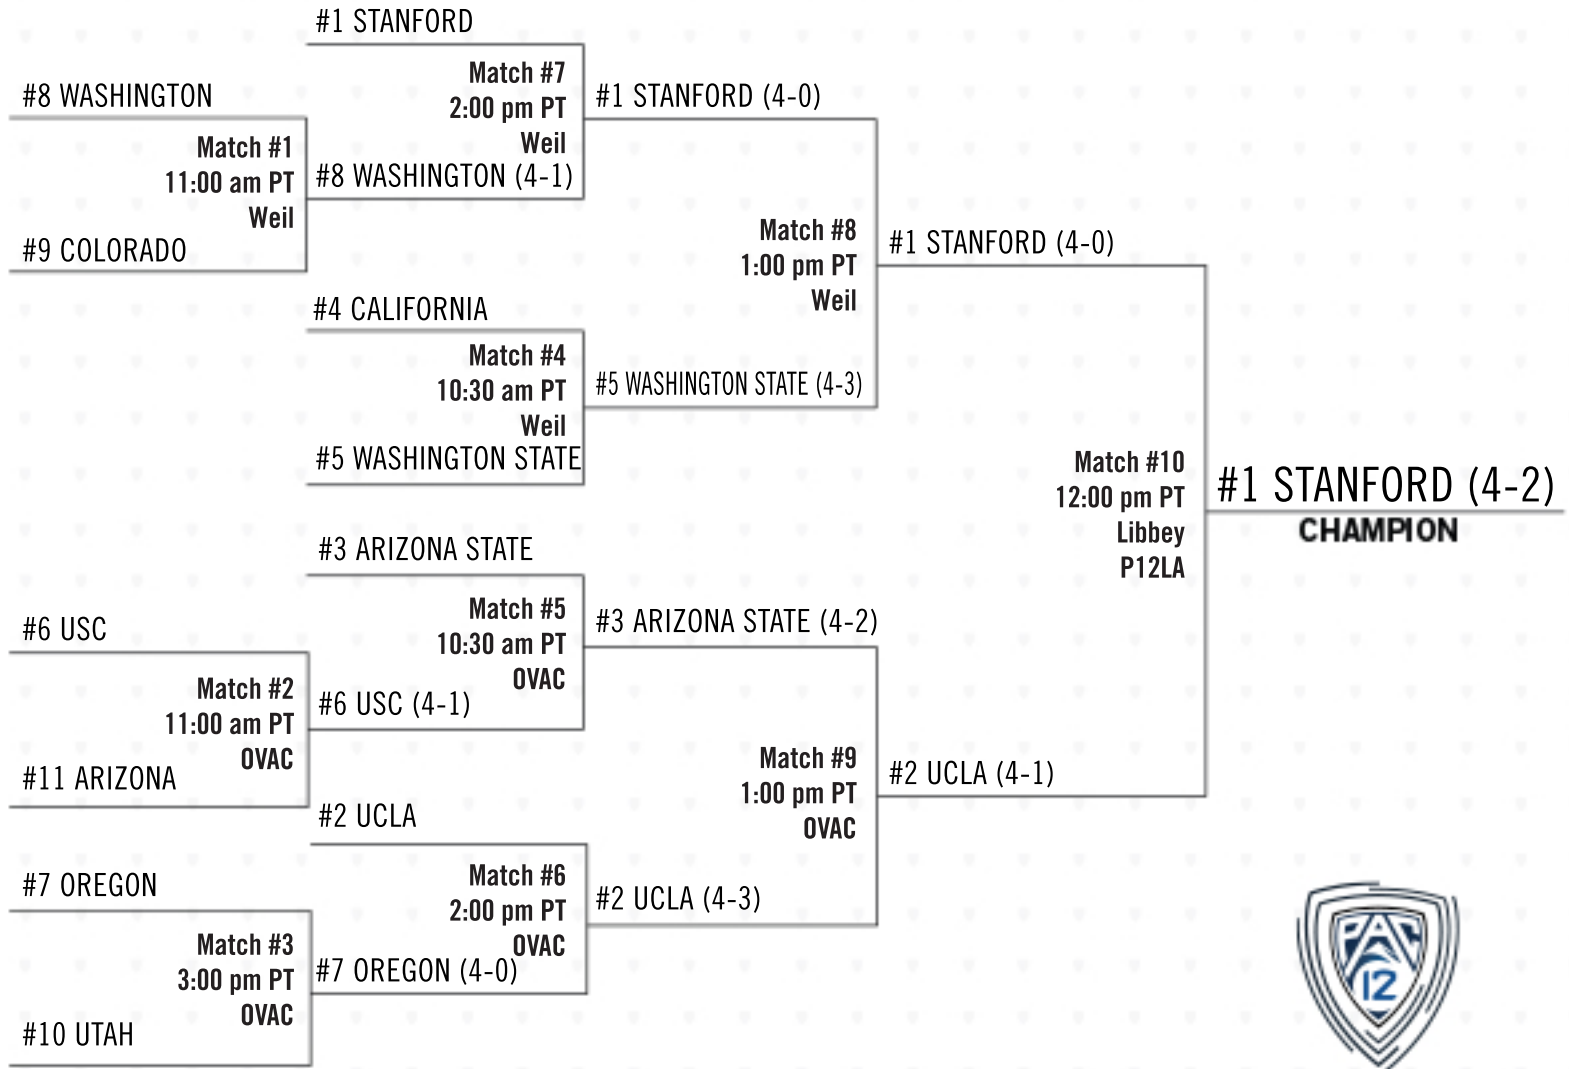 #1 STANFORD
Match #7
2:00 pm PT
Weil
#8 WASHINGTON
#1 STANFORD (4-0)
Match #1
11:00 am PT
Weil
#8 WASHINGTON (4-1)
#9 COLORADO
Match #8
1:00 pm PT
Weil
#1 STANFORD (4-0)
#4 CALIFORNIA
Match #4
10:30 am PT
Weil
#5 WASHINGTON STATE (4-3)
#5 WASHINGTON STATE
Match #10
12:00 pm PT
Libbey
P12LA
#1 STANFORD (4-2)
CHAMPION
#3 ARIZONA STATE
Match #5
10:30 am PT
OVAC
#3 ARIZONA STATE (4-2)
#6 USC
Match #2
11:00 am PT
OVAC
#6 USC (4-1)
#11 ARIZONA
Match #9
1:00 pm PT
OVAC
#2 UCLA (4-1)
#2 UCLA
Match #6
2:00 pm PT
OVAC
#2 UCLA (4-3)
#7 OREGON
Match #3
3:00 pm PT
OVAC
#7 OREGON (4-0)
#10 UTAH
PAC
12